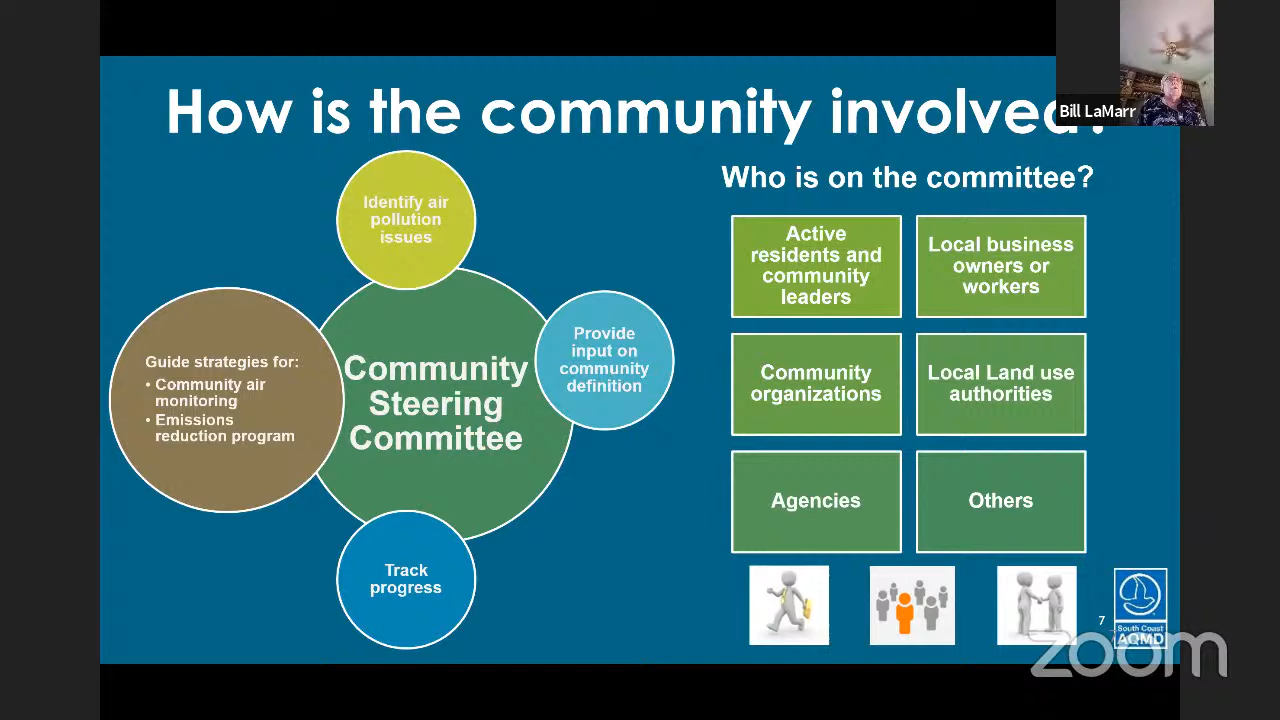 How is the community involved?
Bill LaMarr
Who is on the committee?
Identify air
pollution
issues
Guide strategies for:
• Community air
monitoring
• Emissions
reduction program
Community
Steering
Committee
Provide
input on
community
definition
Track
progress
Active
residents and
community
leaders
Local business
owners or
workers
Community
organizations
Local Land use
authorities
Agencies
Others
7
South Coast
AQMD
zoom